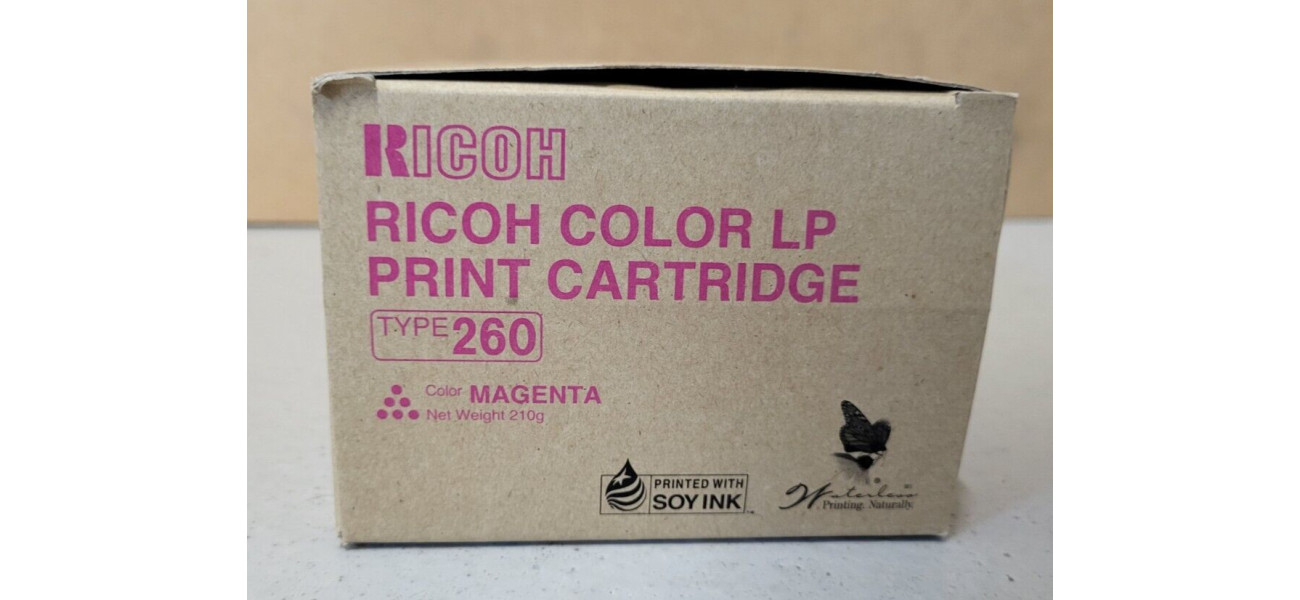 RICOH
RICOH COLOR LP
PRINT CARTRIDGE
TYPE 260
Color MAGENTA
Net Weight 210g
PRINTED WITH
SOY INK
Waterless
Printing. Naturally.